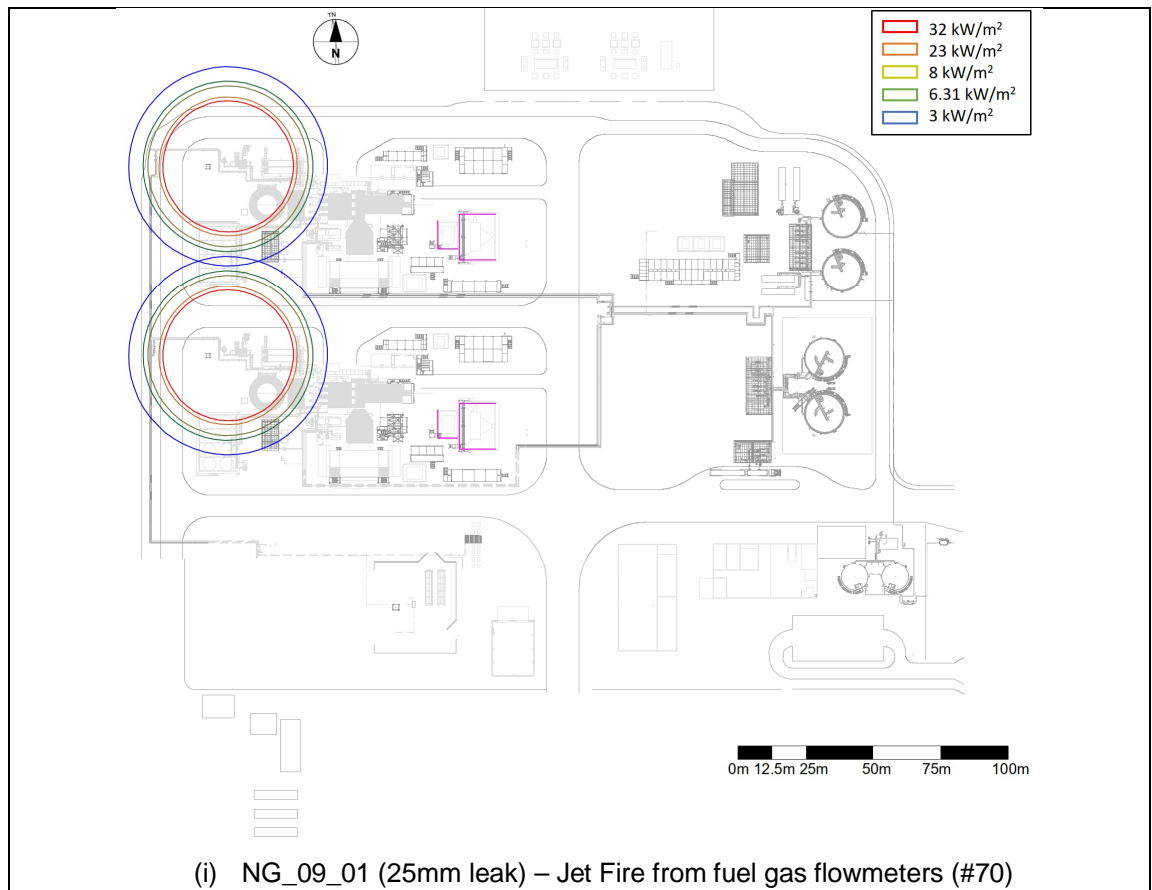 TN
N
32 kW/m²
23 kW/m²
8 kW/m²
6.31 kW/m²
3 kW/m²
0m 12.5m 25m 50m 75m 100m
(i) NG_09_01 (25mm leak) – Jet Fire from fuel gas flowmeters (#70)